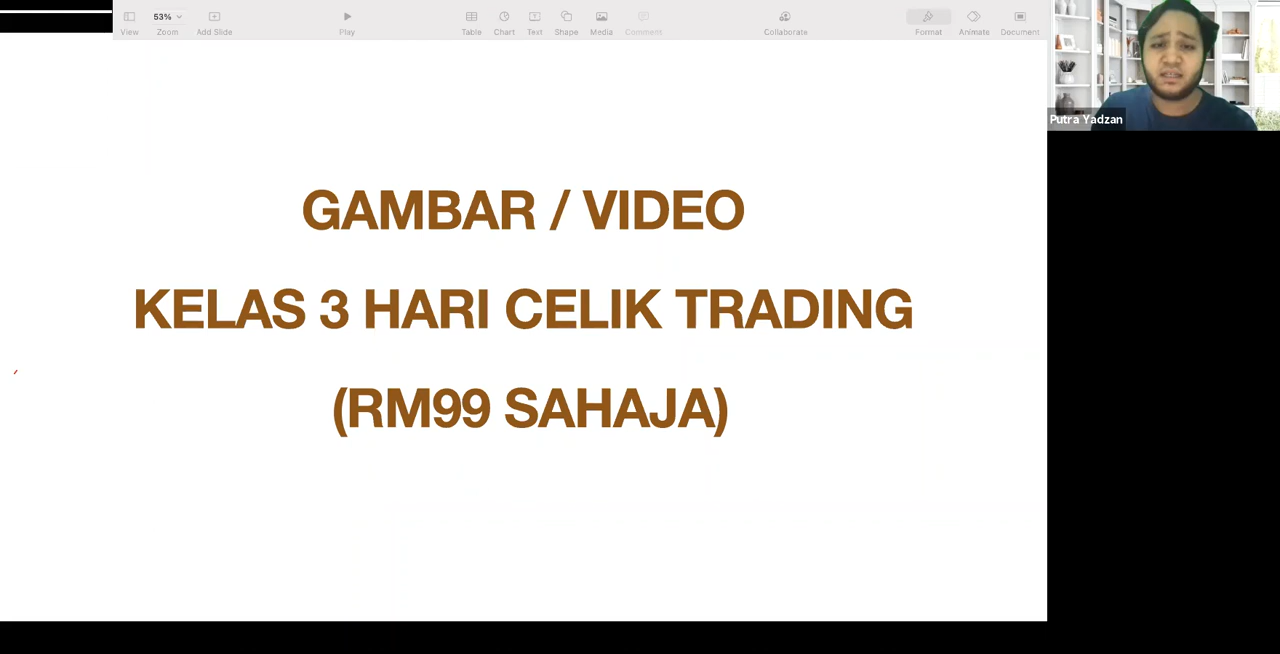 53%
View
Zoom
Add Slide
Play
Table
Chart
Text
Shape
Media
Comment
Collaborate
Format
Animate
Document
Putra Yadzan
GAMBAR / VIDEO
KELAS 3 HARI CELIK TRADING
(RM99 SAHAJA)